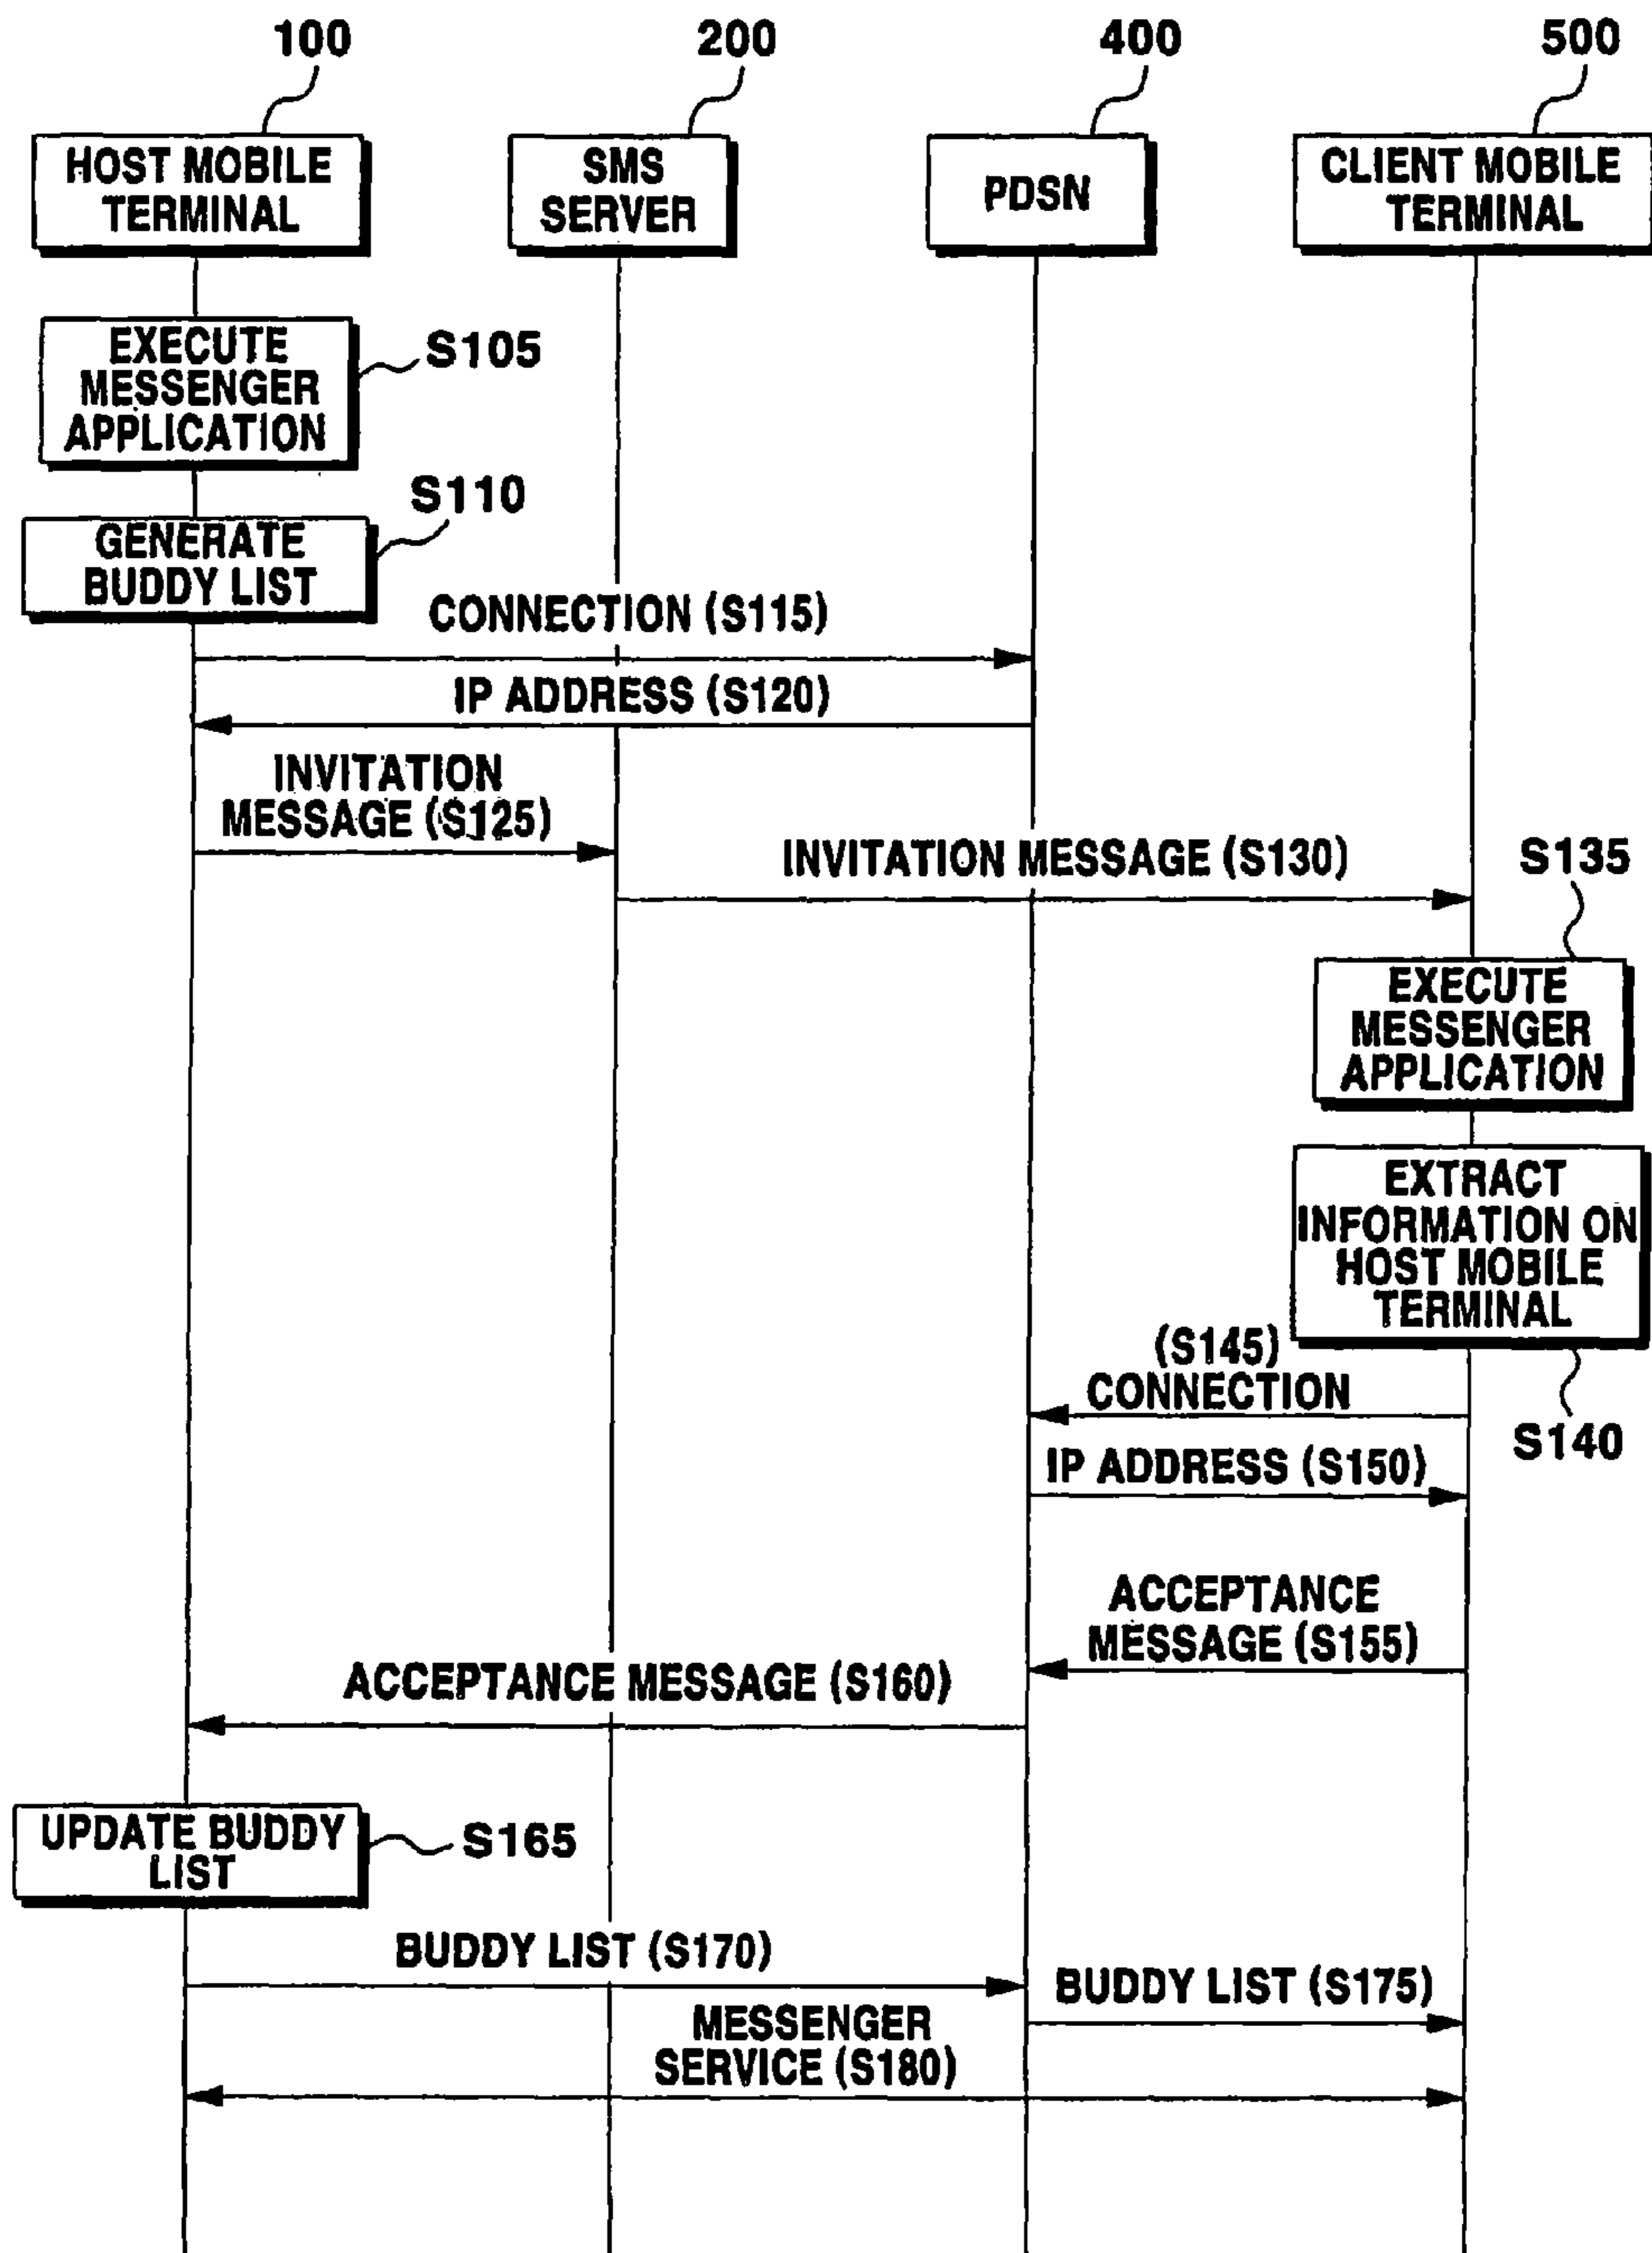 100
200
400
500
HOST MOBILE
TERMINAL
SMS
SERVER
PDSN
CLIENT MOBILE
TERMINAL
EXECUTE
MESSENGER
APPLICATION
S105
S110
GENERATE
BUDDY LIST
CONNECTION (S115)
IP ADDRESS (S120)
INVITATION
MESSAGE (S125)
INVITATION MESSAGE (S130)
S135
EXECUTE
MESSENGER
APPLICATION
EXTRACT
INFORMATION ON
HOST MOBILE
TERMINAL
(S145)
CONNECTION
S140
IP ADDRESS (S150)
ACCEPTANCE
MESSAGE (S155)
ACCEPTANCE MESSAGE (S160)
UPDATE BUDDY
LIST
S165
BUDDY LIST (S170)
BUDDY LIST (S175)
MESSENGER
SERVICE (S180)